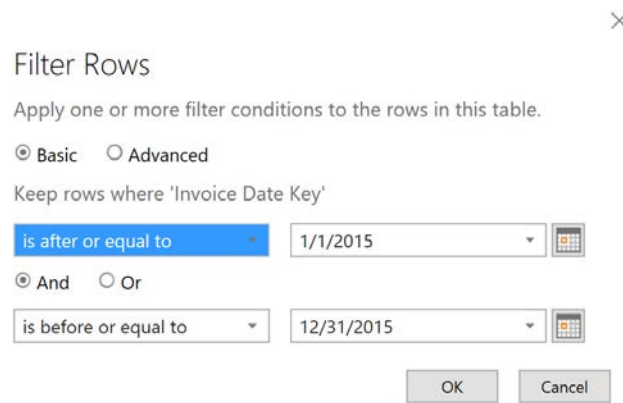 Filter Rows
Apply one or more filter conditions to the rows in this table.
Basic Advanced
Keep rows where 'Invoice Date Key'
is after or equal to 1/1/2015
And Or
is before or equal to 12/31/2015
OK Cancel